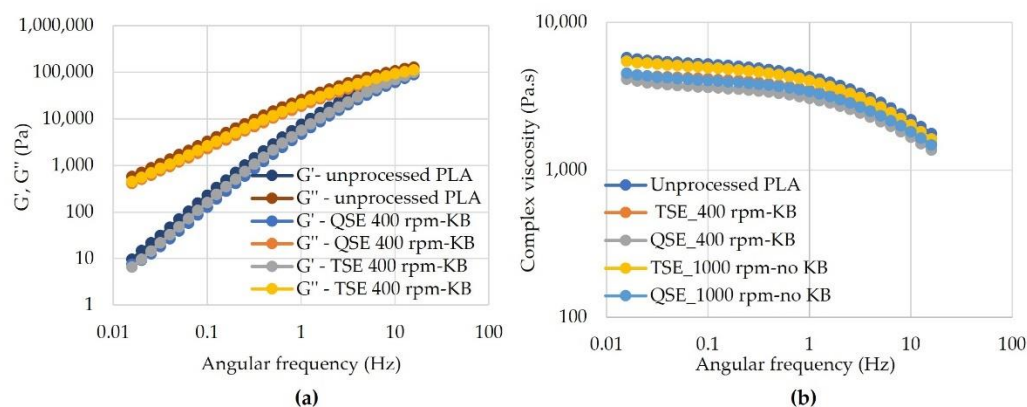 1,000,000
100,000
10,000
1,000
100
10
1
G', G'' (Pa)
G'- unprocessed PLA
G'' - unprocessed PLA
G' - QSE 400 rpm-KB
G'' - QSE 400 rpm-KB
G' - TSE 400 rpm-KB
G'' - TSE 400 rpm-KB
0.01 0.1 1 10 100
Angular frequency (Hz)
(a)
10,000
1,000
100
Complex viscosity (Pa.s)
Unprocessed PLA
TSE_400 rpm-KB
QSE_400 rpm-KB
TSE_1000 rpm-no KB
QSE_1000 rpm-no KB
0.01 0.1 1 10 100
Angular frequency (Hz)
(b)